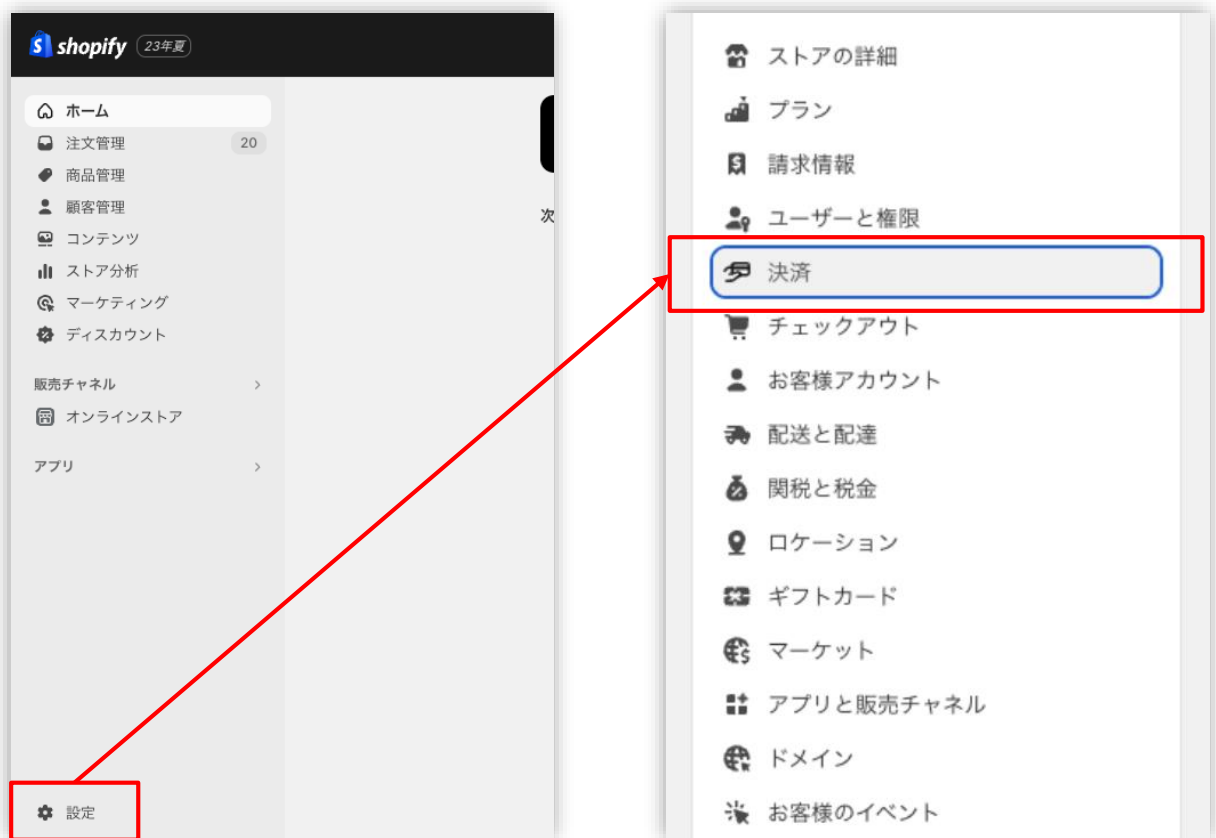 shopify 23年夏
ホーム
注文管理 20
商品管理
顧客管理
コンテンツ
ストア分析
マーケティング
ディスカウント
販売チャネル
オンラインストア
アプリ
設定
次
ストアの詳細
プラン
請求情報
ユーザーと権限
決済
チェックアウト
お客様アカウント
配送と配達
関税と税金
ロケーション
ギフトカード
マーケット
アプリと販売チャネル
ドメイン
お客様のイベント